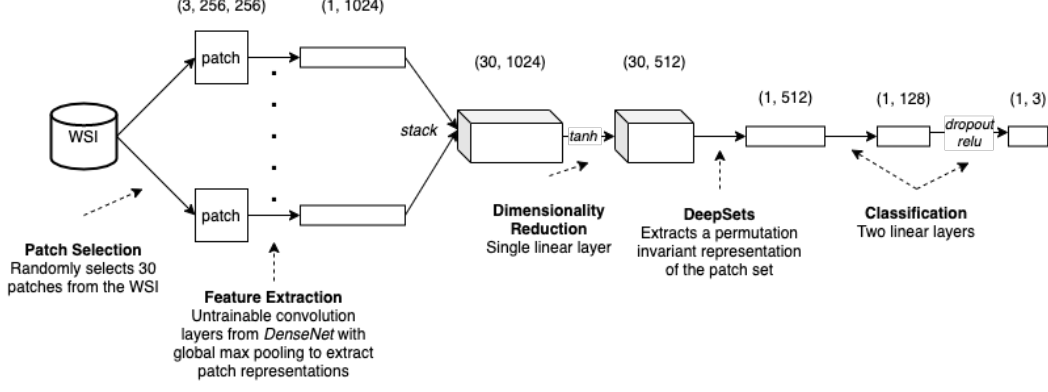 (3, 256, 256)
(1, 1024)
patch
(30, 1024)
(30, 512)
(1, 512)
(1, 128)
(1, 3)
WSI
stack
tanh
dropout
relu
patch
Patch Selection
Randomly selects 30
patches from the WSI
Feature Extraction
Untrainable convolution
layers from DenseNet with
global max pooling to extract
patch representations
Dimensionality
Reduction
Single linear layer
DeepSets
Extracts a permutation
invariant representation
of the patch set
Classification
Two linear layers